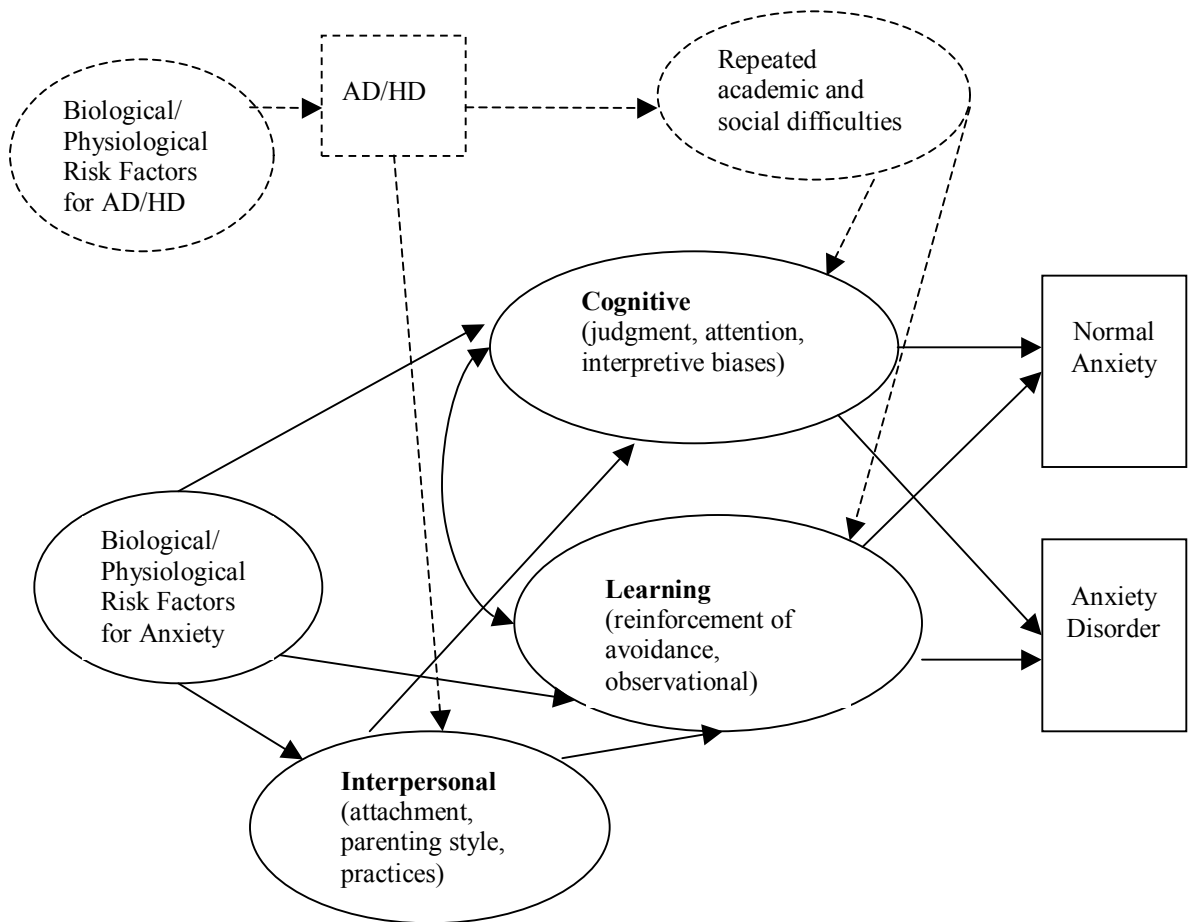 Biological/
Physiological
Risk Factors
for AD/HD
AD/HD
Repeated
academic and
social difficulties
Cognitive
(judgment, attention,
interpretive biases)
Normal
Anxiety
Biological/
Physiological
Risk Factors
for Anxiety
Learning
(reinforcement of
avoidance,
observational)
Anxiety
Disorder
Interpersonal
(attachment,
parenting style,
practices)